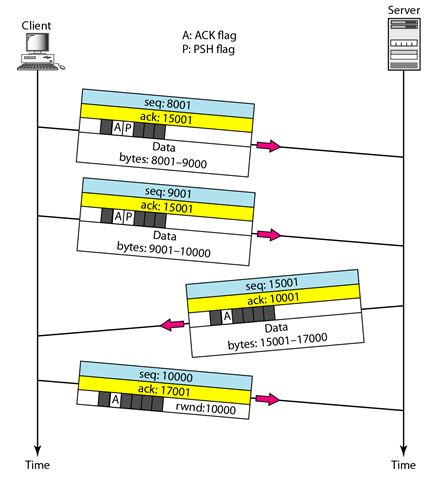 Client
Server
A: ACK flag
P: PSH flag
seq: 8001
ack: 15001
A P
Data
bytes: 8001–9000
seq: 9001
ack: 15001
A P
Data
bytes: 9001–10000
seq: 15001
ack: 10001
A
Data
bytes: 15001–17000
seq: 10000
ack: 17001
A
rwnd:10000
Time
Time